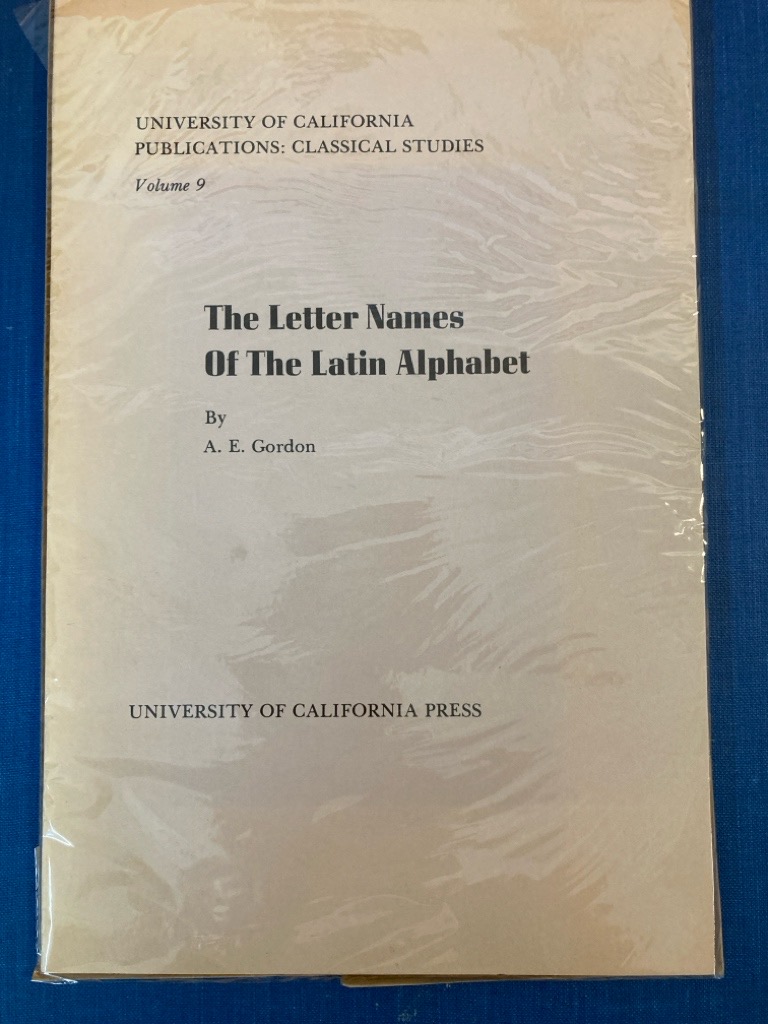 UNIVERSITY OF CALIFORNIA
PUBLICATIONS: CLASSICAL STUDIES
Volume 9
The Letter Names
Of The Latin Alphabet
By
A. E. Gordon
UNIVERSITY OF CALIFORNIA PRESS